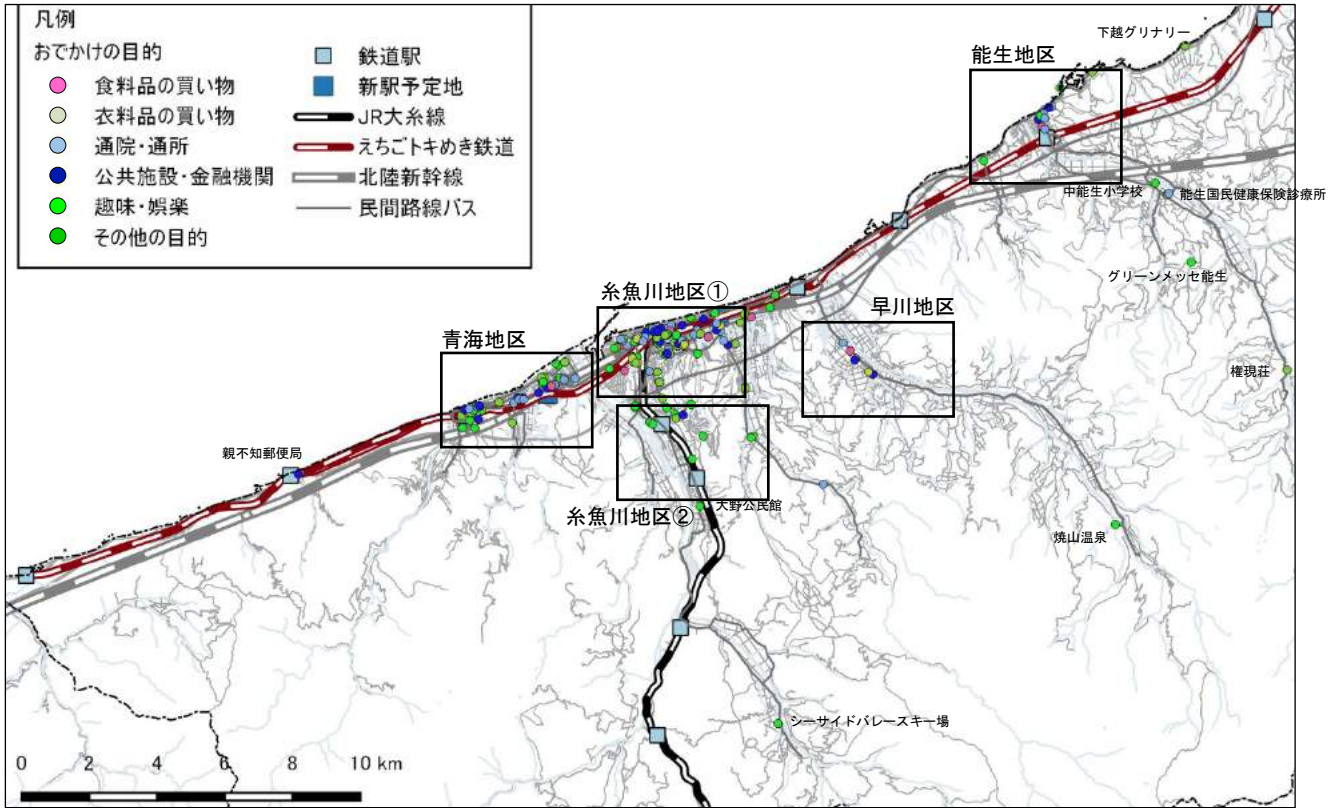 凡例
おでかけの目的
食料品の買い物
衣料品の買い物
通院・通所
公共施設・金融機関
趣味・娯楽
その他の目的
鉄道駅
新駅予定地
JR大糸線
えちごトキめき鉄道
北陸新幹線
民間路線バス
下越グリナリー
能生地区
中能生小学校
能生国民健康保険診療所
グリーンメッセ能生
糸魚川地区①
早川地区
青海地区
権現荘
親不知郵便局
糸魚川地区②
大野公民館
焼山温泉
シーサイドバレースキー場
0 2 4 6 8 10 km